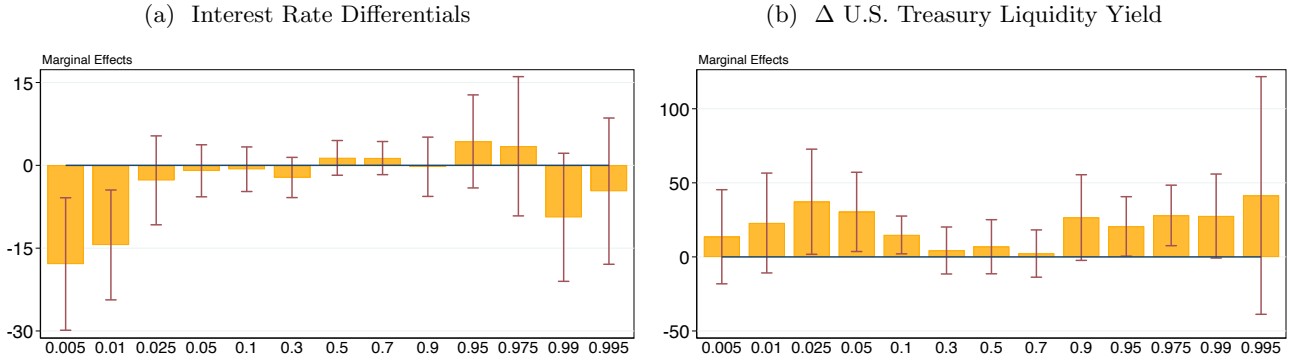 (a) Interest Rate Differentials
Marginal Effects
15
0
-15
-30
0.005 0.01 0.025 0.05 0.1 0.3 0.5 0.7 0.9 0.95 0.975 0.99 0.995
(b) Δ U.S. Treasury Liquidity Yield
Marginal Effects
100
50
0
-50
0.005 0.01 0.025 0.05 0.1 0.3 0.5 0.7 0.9 0.95 0.975 0.99 0.995